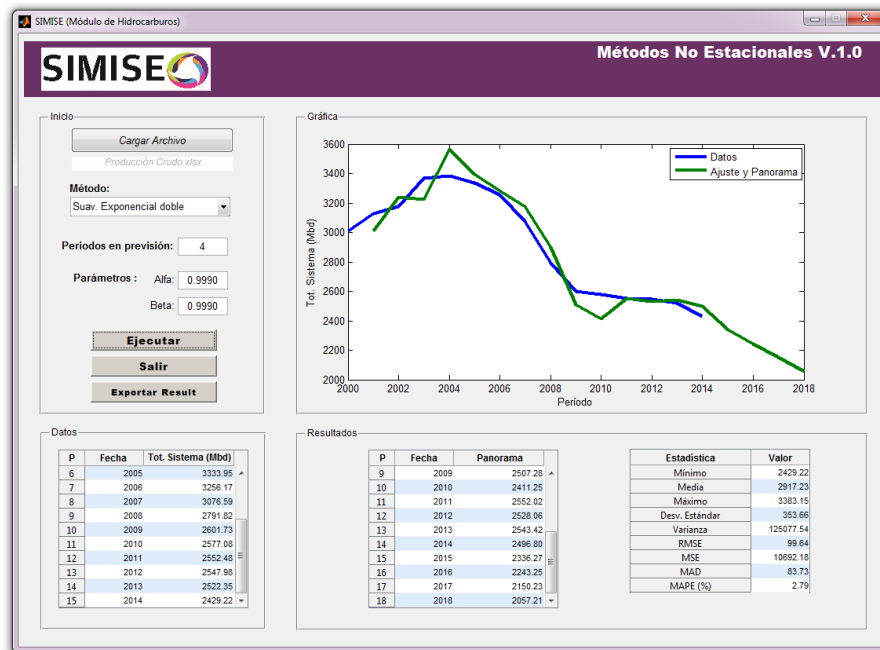 SIMISE (Módulo de Hidrocarburos)
SIMISE
Métodos No Estacionales V.1.0
Inicio
Cargar Archivo
Producción Crudo.xlsx
Método:
Suav. Exponencial doble
Periodos en previsión: 4
Parámetros : Alfa: 0.9990
Beta: 0.9990
Ejecutar
Salir
Exportar Result
Gráfica
3600
3400
3200
3000
2800
2600
2400
2200
2000
Tot. Sistema (Mbd)
Datos
Ajuste y Panorama
2000 2002 2004 2006 2008 2010 2012 2014 2016 2018
Período
Datos
P Fecha Tot. Sistema (Mbd)
6 2005 3333.95
7 2006 3256.17
8 2007 3076.59
9 2008 2791.82
10 2009 2601.73
11 2010 2577.08
12 2011 2552.48
13 2012 2547.98
14 2013 2522.35
15 2014 2429.22
Resultados
P Fecha Panorama
9 2009 2507.28
10 2010 2411.25
11 2011 2552.02
12 2012 2528.06
13 2013 2543.42
14 2014 2496.80
15 2015 2336.27
16 2016 2243.25
17 2017 2150.23
18 2018 2057.21
Estadistica Valor
Mínimo 2429.22
Media 2917.23
Máximo 3383.15
Desv. Estándar 353.66
Varianza 125077.54
RMSE 99.64
MSE 10692.18
MAD 83.73
MAPE (%) 2.79